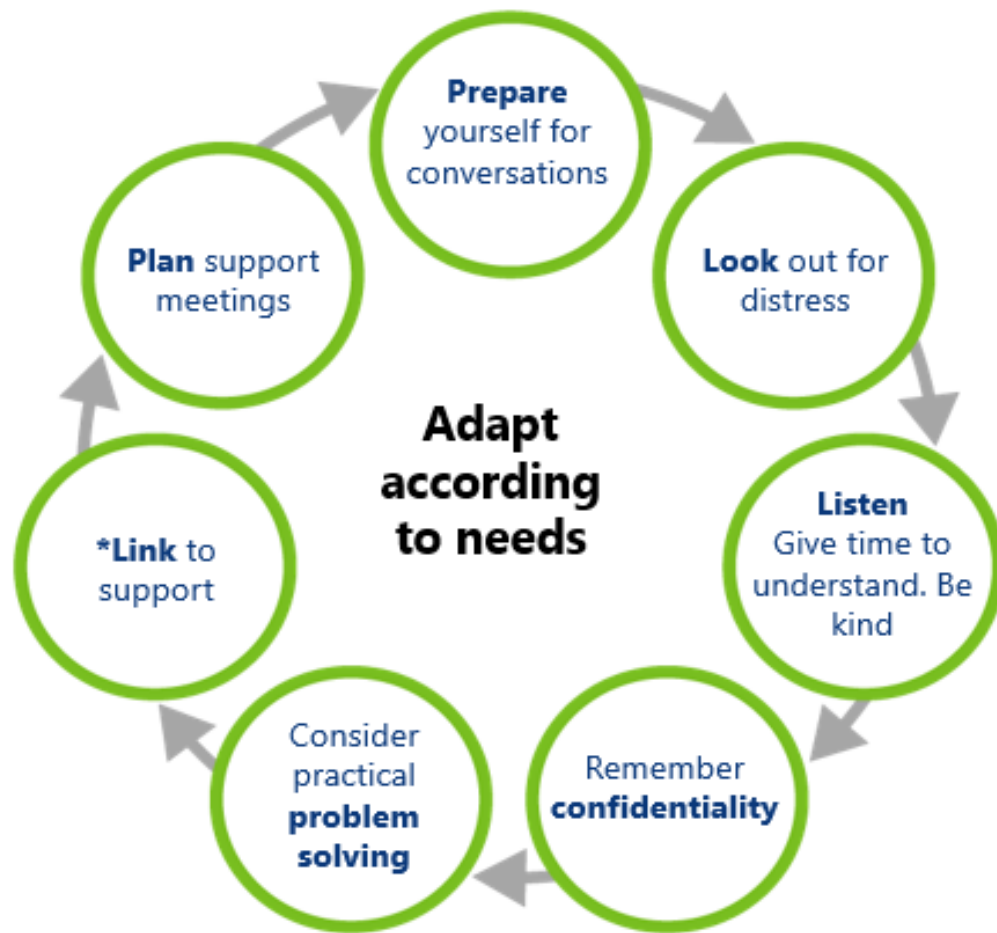 Prepare
yourself for
conversations
Look out for
distress
Listen
Give time to
understand. Be
kind
Remember
confidentiality
Consider
practical
problem
solving
*Link to
support
Plan support
meetings
Adapt
according
to needs